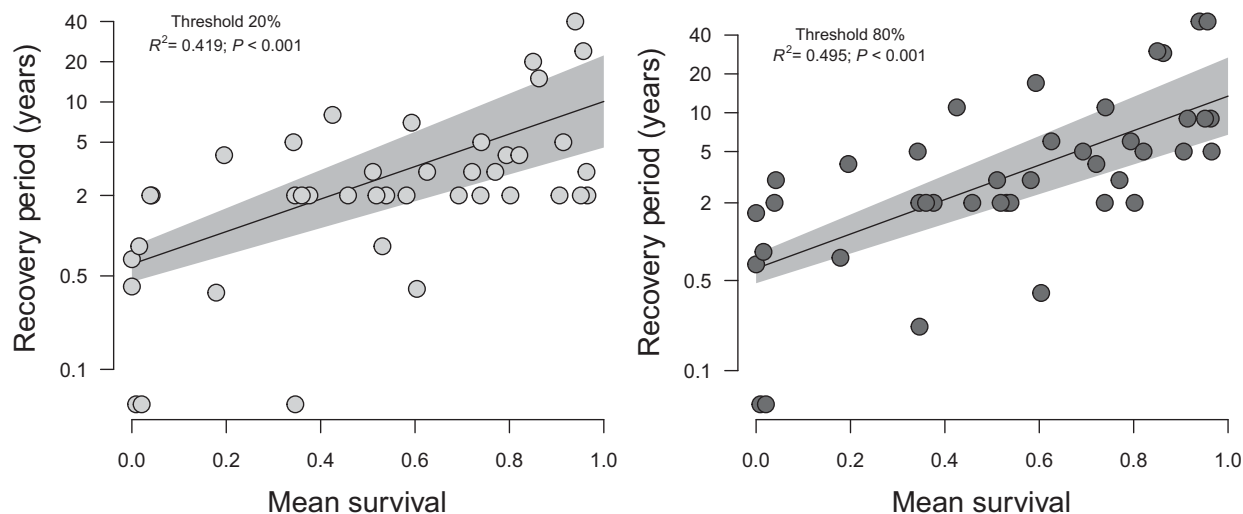 Threshold 20%
R²= 0.419; P < 0.001
Recovery period (years)
40
20
10
5
2
0.5
0.1
0.0 0.2 0.4 0.6 0.8 1.0
Mean survival
Threshold 80%
R²= 0.495; P < 0.001
Recovery period (years)
40
20
10
5
2
0.5
0.1
0.0 0.2 0.4 0.6 0.8 1.0
Mean survival